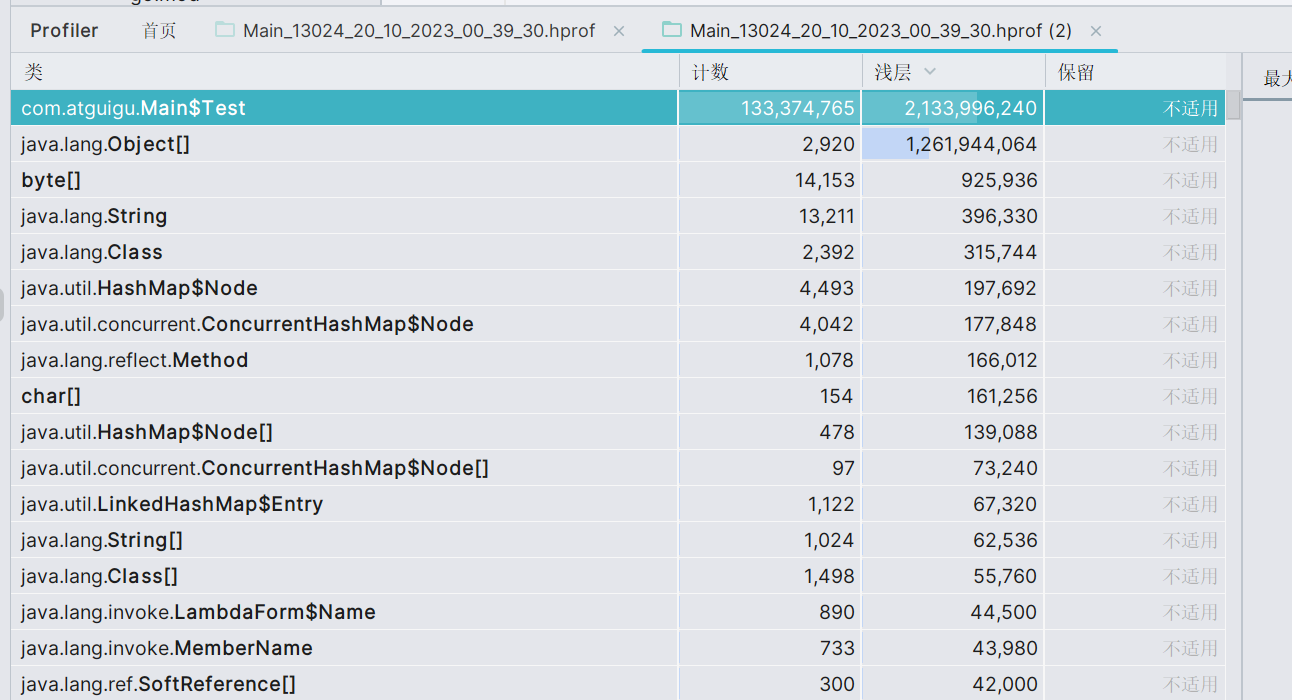 Profiler 首页 Main_13024_20_10_2023_00_39_30.hprof × Main_13024_20_10_2023_00_39_30.hprof (2) ×
类 计数 浅层 保留
com.atguigu.Main$Test 133,374,765 2,133,996,240 不适用
java.lang.Object[] 2,920 1,261,944,064 不适用
byte[] 14,153 925,936 不适用
java.lang.String 13,211 396,330 不适用
java.lang.Class 2,392 315,744 不适用
java.util.HashMap$Node 4,493 197,692 不适用
java.util.concurrent.ConcurrentHashMap$Node 4,042 177,848 不适用
java.lang.reflect.Method 1,078 166,012 不适用
char[] 154 161,256 不适用
java.util.HashMap$Node[] 478 139,088 不适用
java.util.concurrent.ConcurrentHashMap$Node[] 97 73,240 不适用
java.util.LinkedHashMap$Entry 1,122 67,320 不适用
java.lang.String[] 1,024 62,536 不适用
java.lang.Class[] 1,498 55,760 不适用
java.lang.invoke.LambdaForm$Name 890 44,500 不适用
java.lang.invoke.MemberName 733 43,980 不适用
java.lang.ref.SoftReference[] 300 42,000 不适用